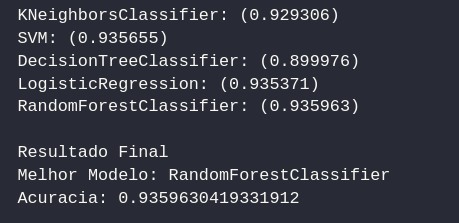 KNeighborsClassifier: (0.929306)
SVM: (0.935655)
DecisionTreeClassifier: (0.899976)
LogisticRegression: (0.935371)
RandomForestClassifier: (0.935963)
Resultado Final
Melhor Modelo: RandomForestClassifier
Acuracia: 0.9359630419331912